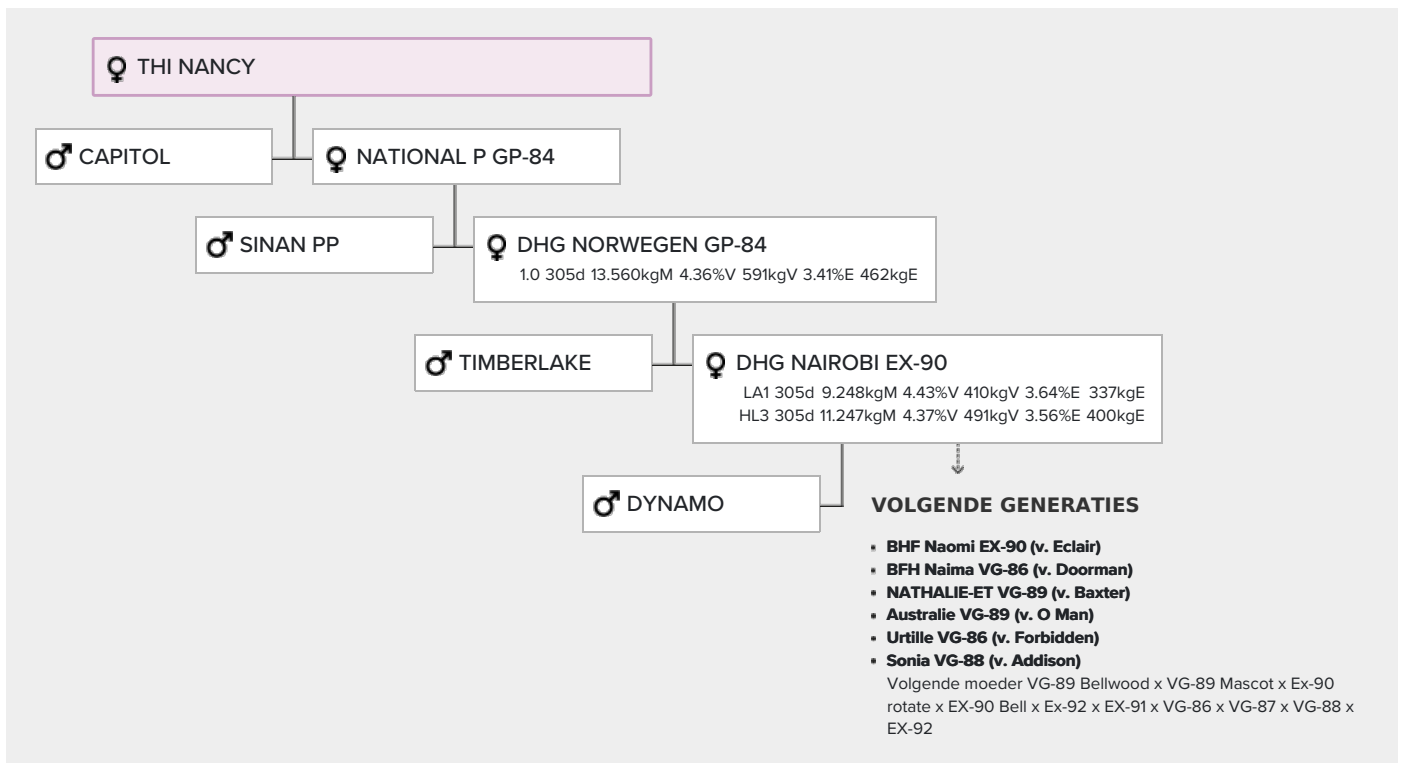 THI NANCY
CAPITOL
NATIONAL P GP-84
SINAN PP
DHG NORWEGEN GP-84
1.0 305d 13.560kgM 4.36%V 591kgV 3.41%E 462kgE
TIMBERLAKE
DHG NAIROBI EX-90
LA1 305d 9.248kgM 4.43%V 410kgV 3.64%E 337kgE
HL3 305d 11.247kgM 4.37%V 491kgV 3.56%E 400kgE
DYNAMO
VOLGENDE GENERATIES
BHF Naomi EX-90 (v. Eclair)
BFH Naima VG-86 (v. Doorman)
NATHALIE-ET VG-89 (v. Baxter)
Australie VG-89 (v. O Man)
Urtille VG-86 (v. Forbidden)
Sonia VG-88 (v. Addison)
Volgende moeder VG-89 Bellwood x VG-89 Mascot x Ex-90
rotate x EX-90 Bell x Ex-92 x EX-91 x VG-86 x VG-87 x VG-88 x
EX-92